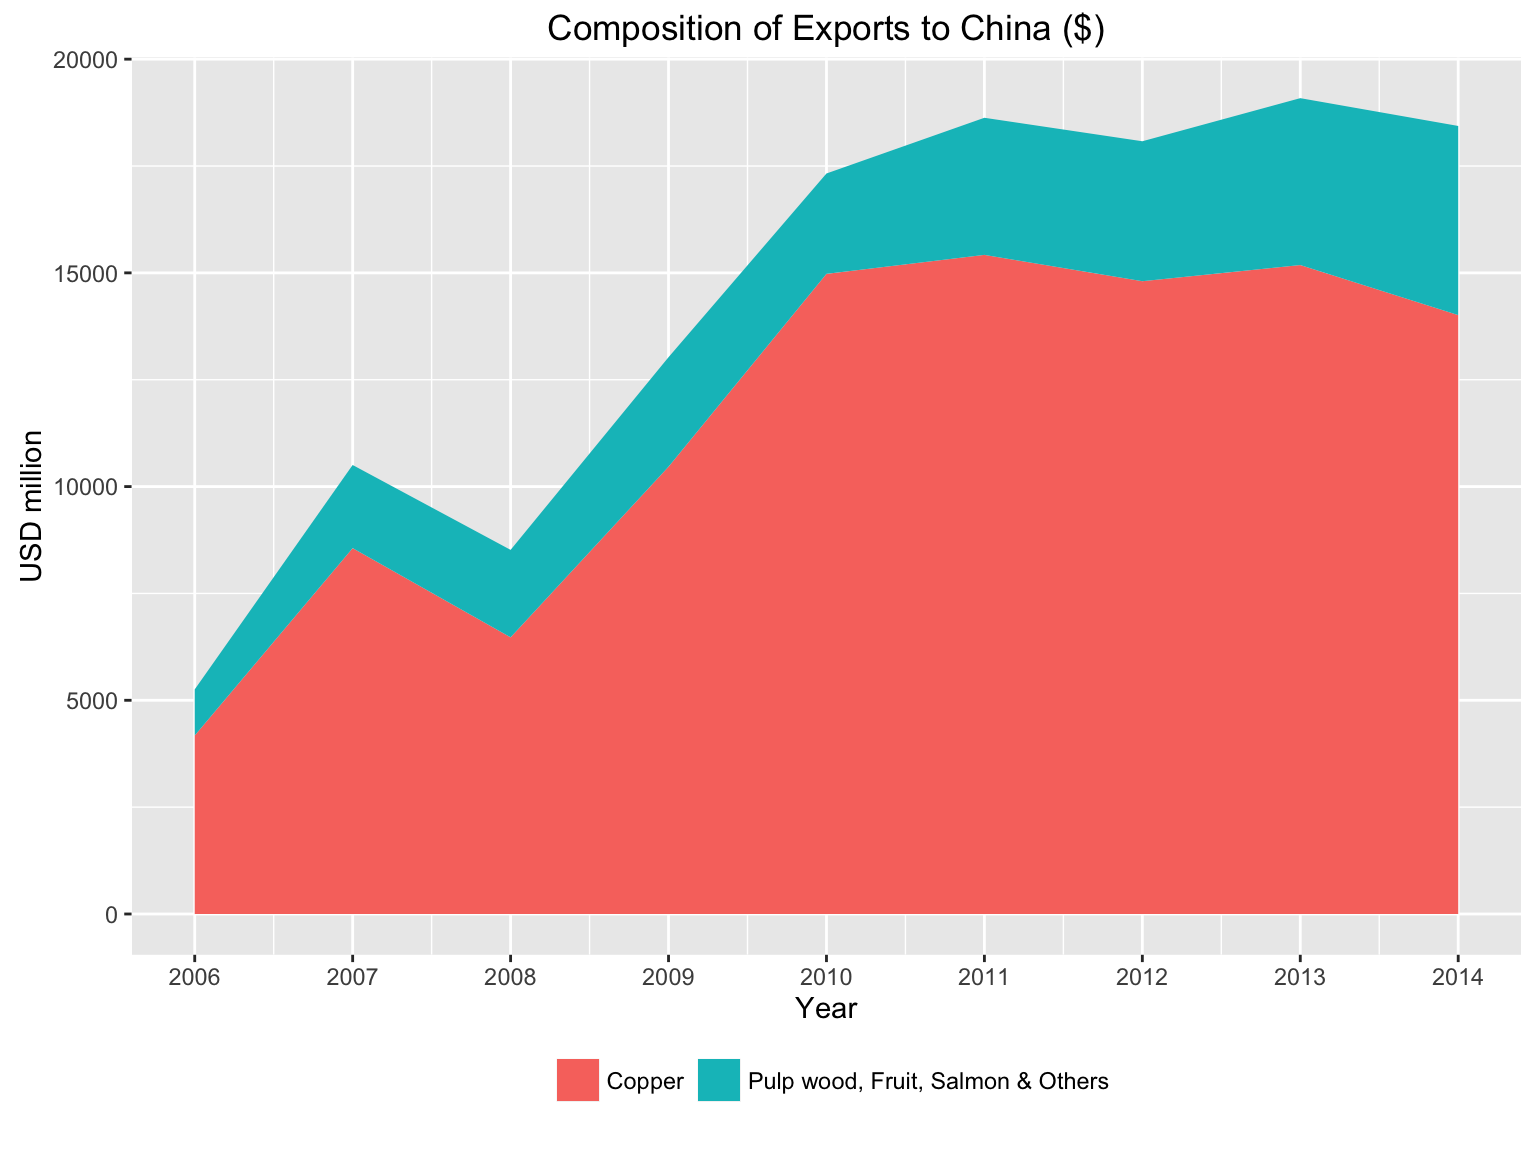 Composition of Exports to China ($)
20000
15000
10000
5000
0
USD million
2006 2007 2008 2009 2010 2011 2012 2013 2014
Year
Copper Pulp wood, Fruit, Salmon & Others